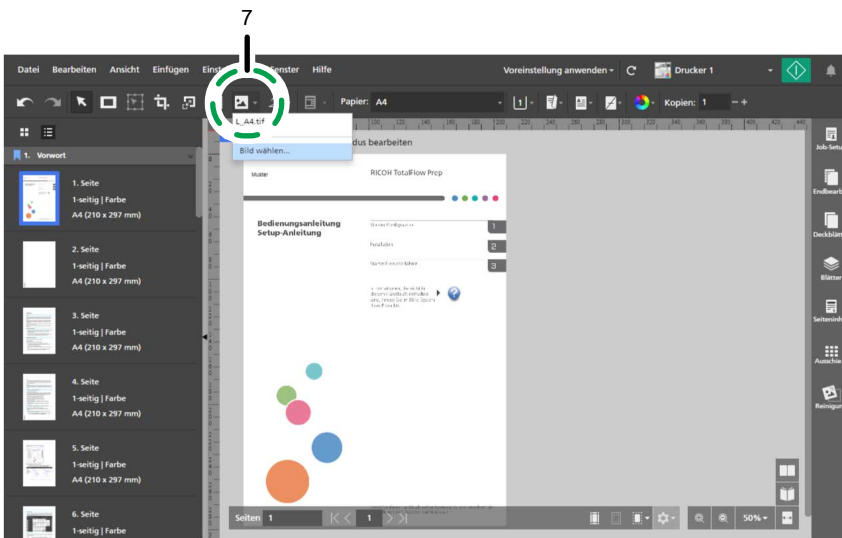 7
Datei Bearbeiten Ansicht Einfügen Hilfe
Voreinstellung anwenden
Drucker 1
Papier: A4
1
Kopien: 1 - +
L_A4.tif
Bild wählen...
dus bearbeiten
1. Vorwort
1. Seite
1-seitig | Farbe
A4 (210 x 297 mm)
2. Seite
1-seitig | Farbe
A4 (210 x 297 mm)
3. Seite
1-seitig | Farbe
A4 (210 x 297 mm)
4. Seite
1-seitig | Farbe
A4 (210 x 297 mm)
5. Seite
1-seitig | Farbe
A4 (210 x 297 mm)
6. Seite
1-seitig | Farbe
Muster
RICOH TotalFlow Prep
Bedienungsanleitung
Setup-Anleitung
1
2
3
Job-Setu
Endbearb
Deckblät
Blätter
Seiteninh
Ausschie
Reinigun
Seiten 1
1
50%